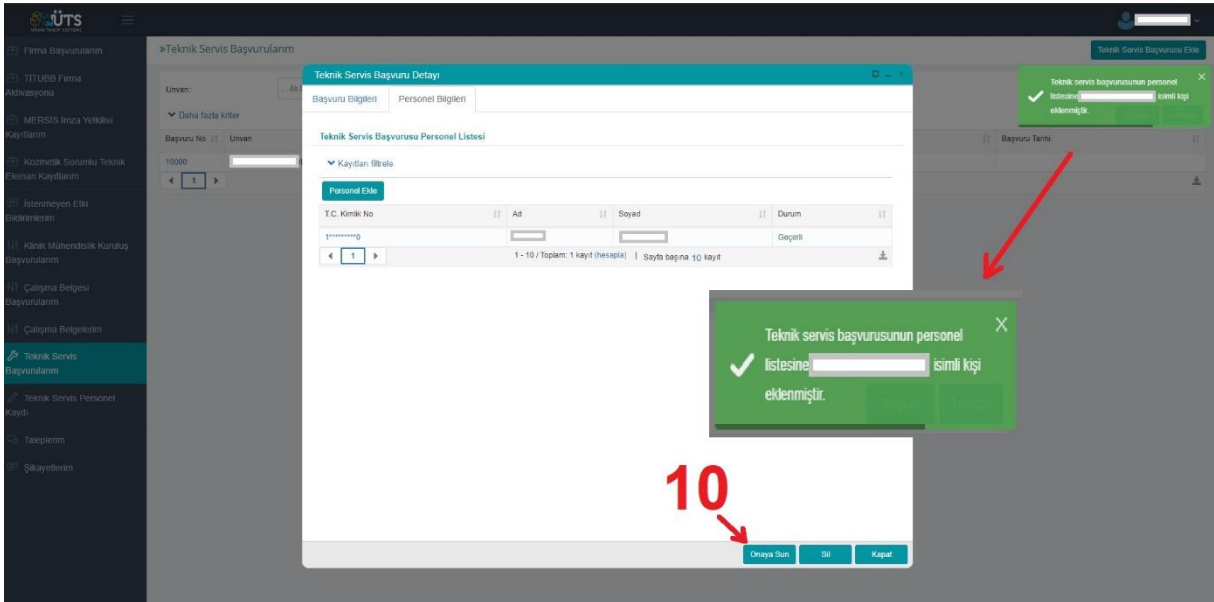 ÜTS
ÜRÜN TAKİP SİSTEMİ
Firma Başvurularım
TİTUBB Firma
Aktivasyonu
MERSİS İmza Yetkilisi
Kayıtlarım
Kozmetik Sorumlu Teknik
Eleman Kayıtlarım
İstenmeyen Etki
Bildirimlerim
Klinik Mühendislik Kuruluş
Başvurularım
Çalışma Belgesi
Başvurularım
Çalışma Belgelerim
Teknik Servis
Başvurularım
Teknik Servis Personel
Kaydı
Taleplerim
Şikayetlerim
»Teknik Servis Başvurularım
Teknik Servis Başvurusu Ekle
Unvan:
Daha fazla kriter
Başvuru No
Unvan
Başvuru Tarihi
10000
1
Teknik servis başvurusunun personel
listesine isimli kişi
eklenmiştir.
Teknik Servis Başvuru Detayı
Başvuru Bilgileri Personel Bilgileri
Teknik Servis Başvurusu Personel Listesi
Kayıtları filtrele
Personel Ekle
T.C. Kimlik No Ad Soyad Durum
1*********0 Geçerli
1 1 - 10 / Toplam: 1 kayıt (hesapla) | Sayfa başına 10 kayıt
Teknik servis başvurusunun personel
listesine isimli kişi
eklenmiştir.
10
Onaya Sun Sil Kapat